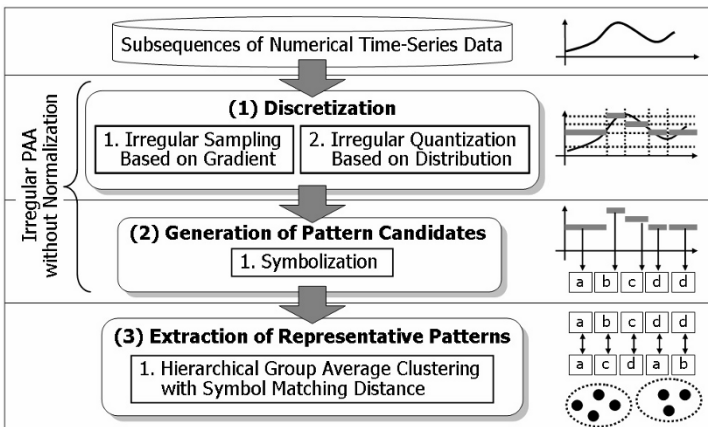 Subsequences of Numerical Time-Series Data
Irregular PAA
without Normalization
(1) Discretization
1. Irregular Sampling
Based on Gradient
2. Irregular Quantization
Based on Distribution
(2) Generation of Pattern Candidates
1. Symbolization
a b c d d
(3) Extraction of Representative Patterns
1. Hierarchical Group Average Clustering
with Symbol Matching Distance
a b c d d
a c d a b